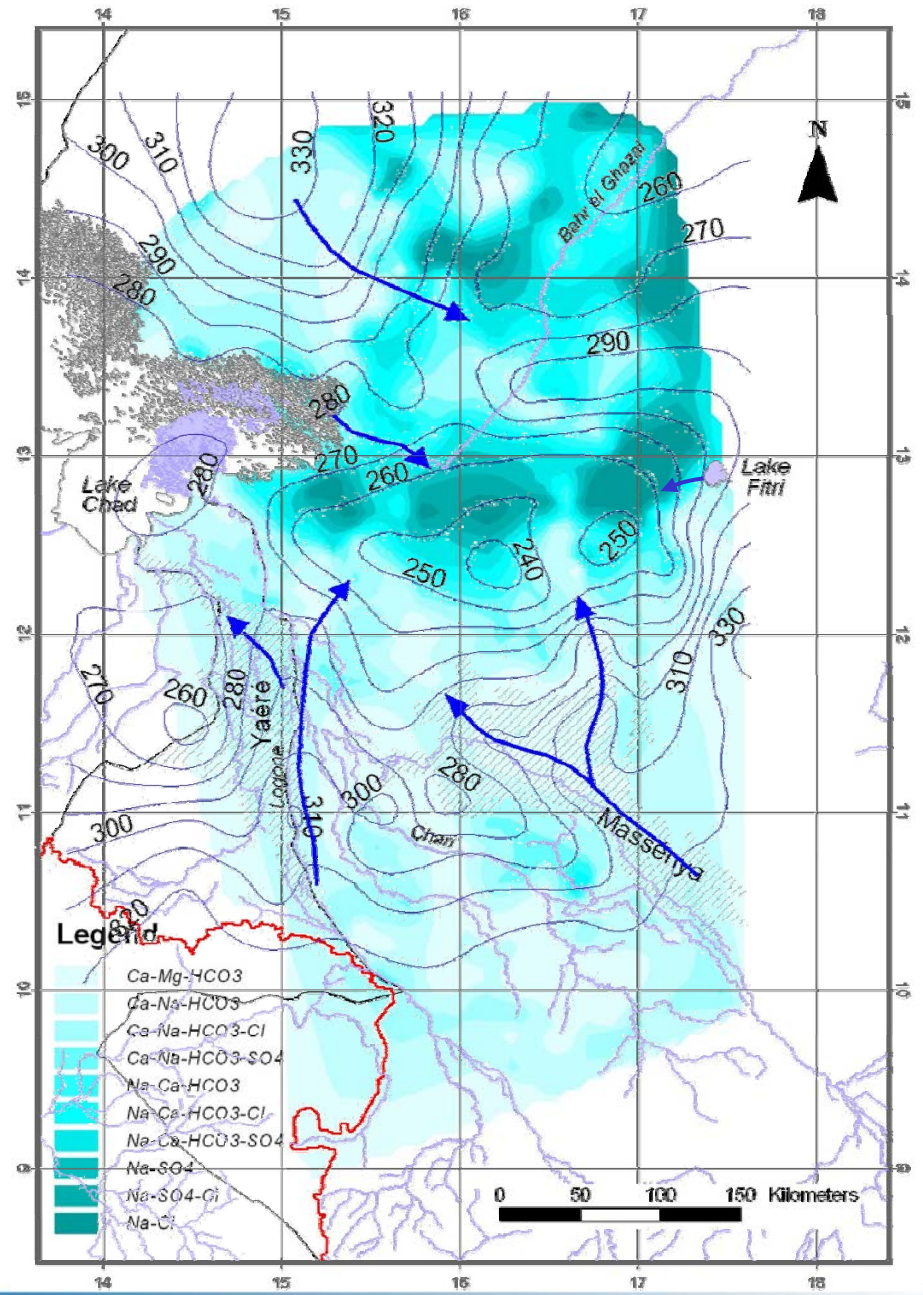 14 15 16 17 18
15 15
320
310
330
300
N
Bahr el Ghazal
260
270
290
14 14
280
290
280
270
13 13
260
280
Lake
Chad
Lake
Fitri
250
240
250
12 12
330
310
270
260
280
Yaéré
Logone
280
300
310
11 11
300
Chari
Massenya
320
Legend
Ca-Mg-HCO3
10 10
Ca-Na-HCO3
Ca-Na-HCO3-Cl
Ca-Na-HCO3-SO4
Na-Ca-HCO3
Na-Ca-HCO3-Cl
Na-Ca-HCO3-SO4
Na-SO4
9 9
Na-SO4-Cl
Na-Cl
0 50 100 150 Kilometers
14 15 16 17 18